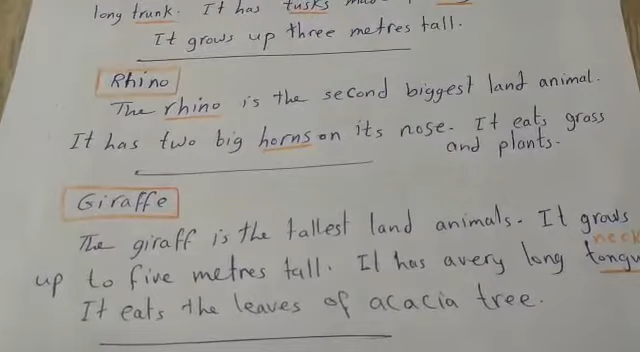 long trunk. It has tusks
It grows up three metres tall.
Rhino
The rhino is the second biggest land animal.
It has two big horns on its nose. It eats grass
and plants.
Giraffe
The giraff is the tallest land animals. It grows
neck
up to five metres tall. It has avery long tongu
It eats the leaves of acacia tree.